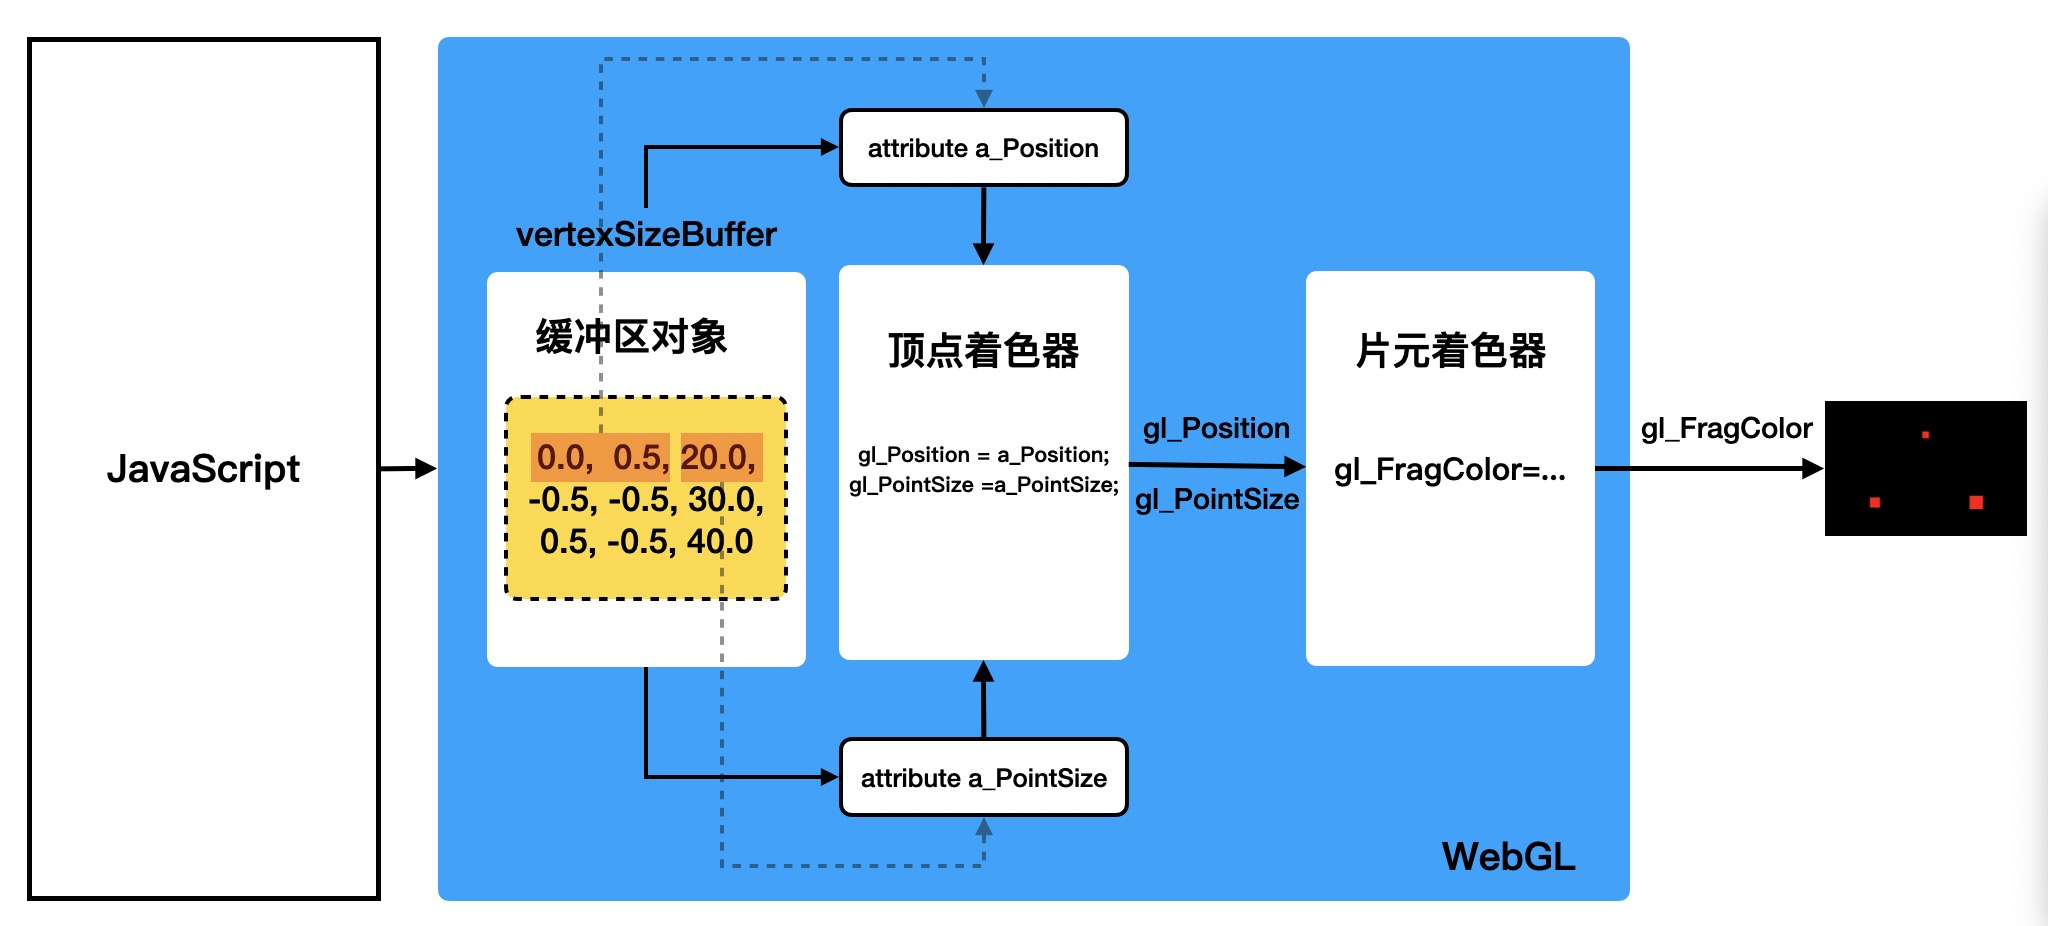 JavaScript
vertexSizeBuffer
缓冲区对象
0.0, 0.5, 20.0,
-0.5, -0.5, 30.0,
0.5, -0.5, 40.0
attribute a_Position
顶点着色器
gl_Position = a_Position;
gl_PointSize =a_PointSize;
attribute a_PointSize
gl_Position
gl_PointSize
片元着色器
gl_FragColor=...
gl_FragColor
WebGL